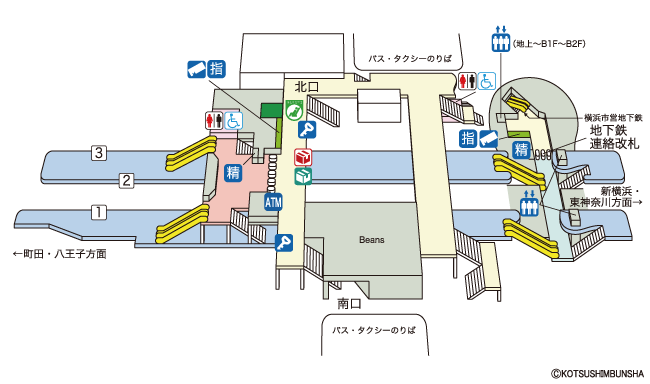 バス・タクシーのりば
(地上〜B1F〜B2F)
指
北口
横浜市営地下鉄
地下鉄
連絡改札
指
精
3
精
2
新横浜・
東神奈川方面→
ATM
1
Beans
←町田・八王子方面
南口
バス・タクシーのりば
©KOTSUSHIMBUNSHA